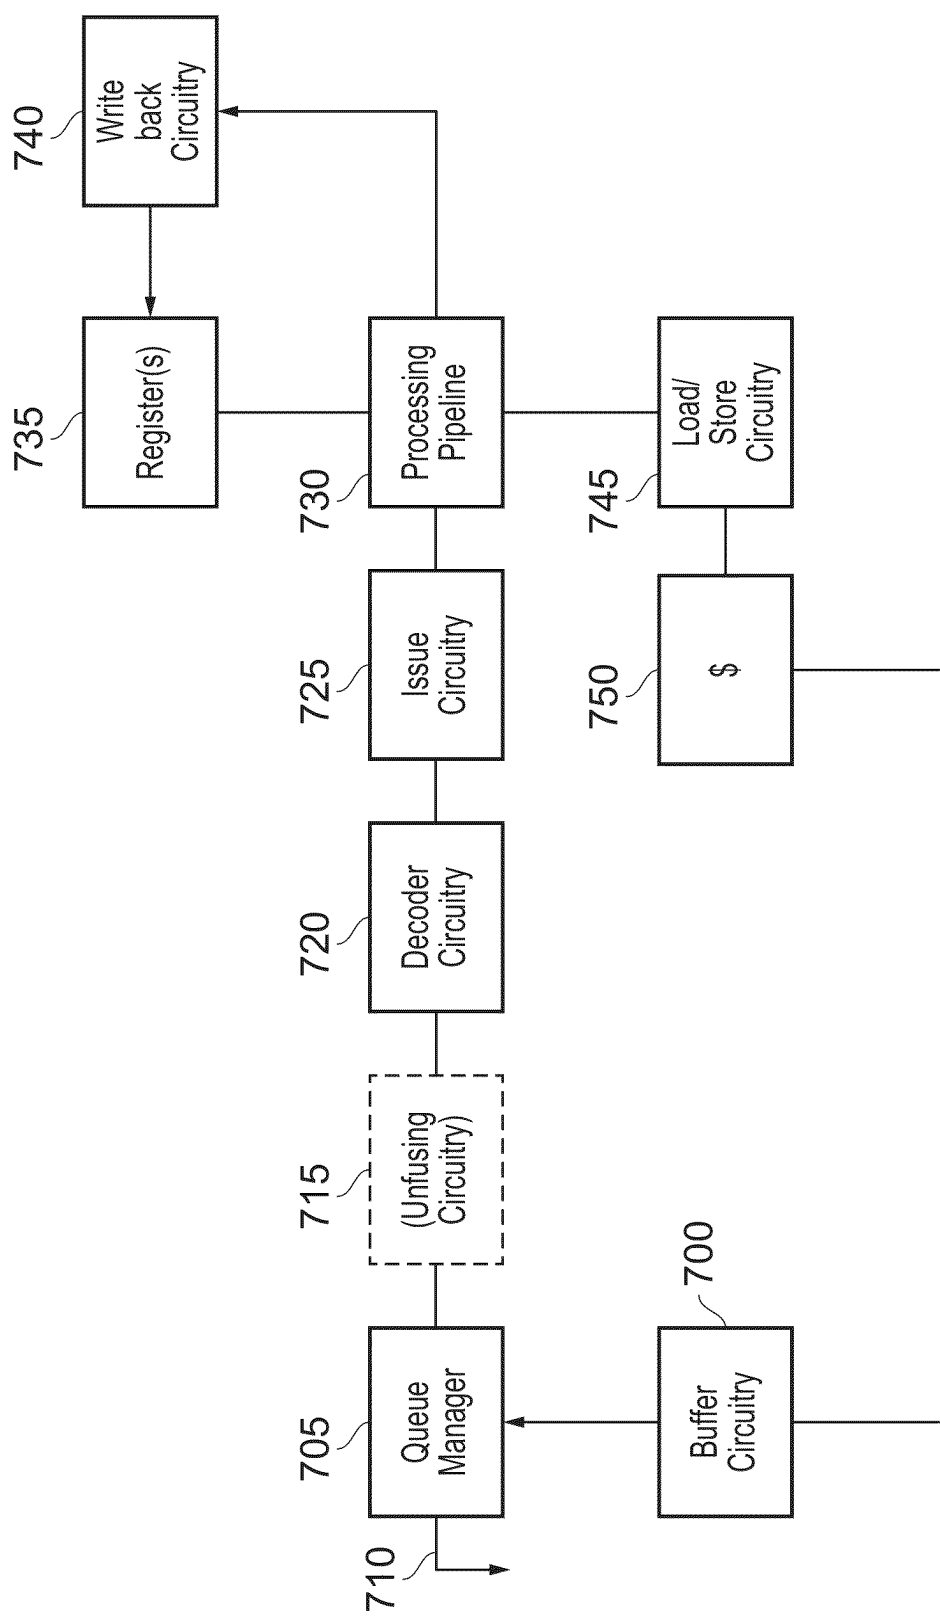 710
705
Queue
Manager
715
(Unfusing
Circuitry)
720
Decoder
Circuitry
725
Issue
Circuitry
730
Processing
Pipeline
735
Register(s)
740
Write
back
Circuitry
700
Buffer
Circuitry
750
$
745
Load/
Store
Circuitry